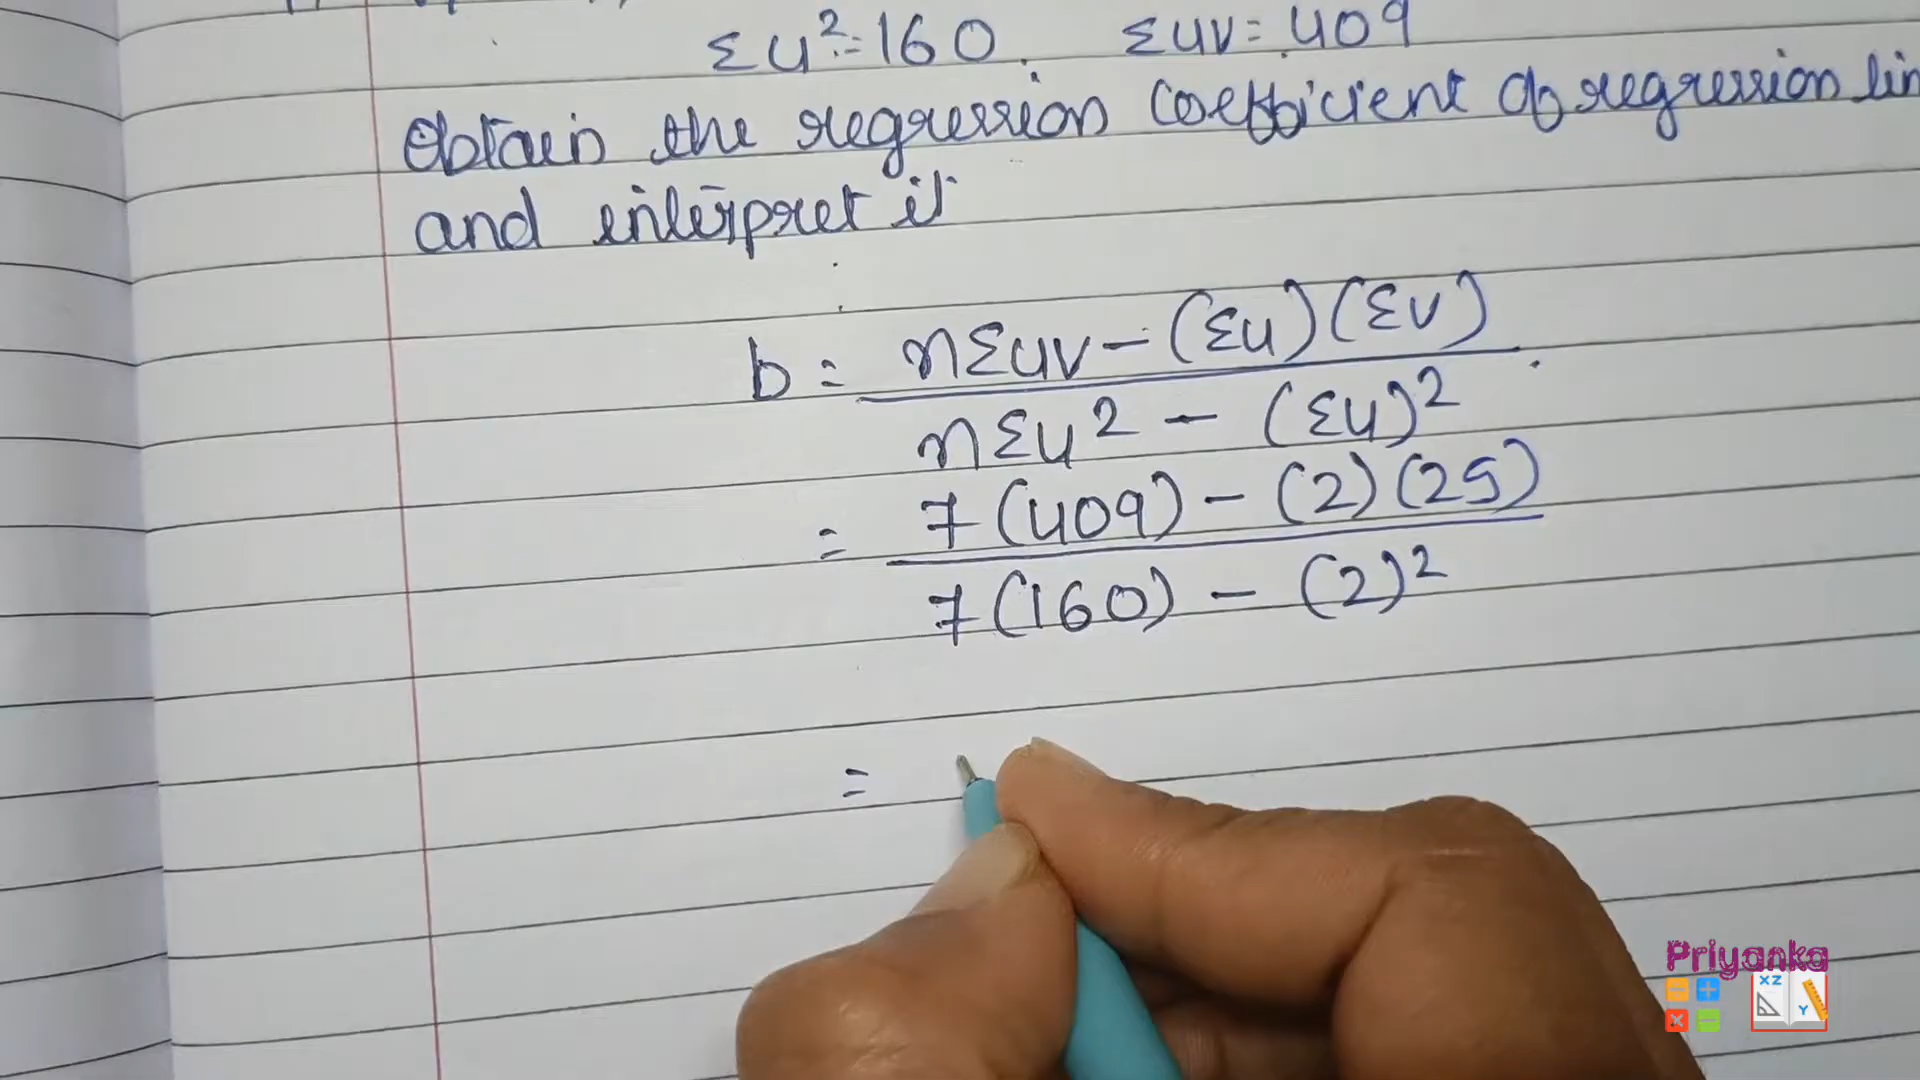 Σu²=160. Σuv=409
Obtain the regression coefficient of regression lin
and interpret it
b = nΣuv - (Σu)(Σv)
nΣu² - (Σu)²
= 7(409) - (2)(25)
7(160) - (2)²
=
Priyanka
XZ
Y